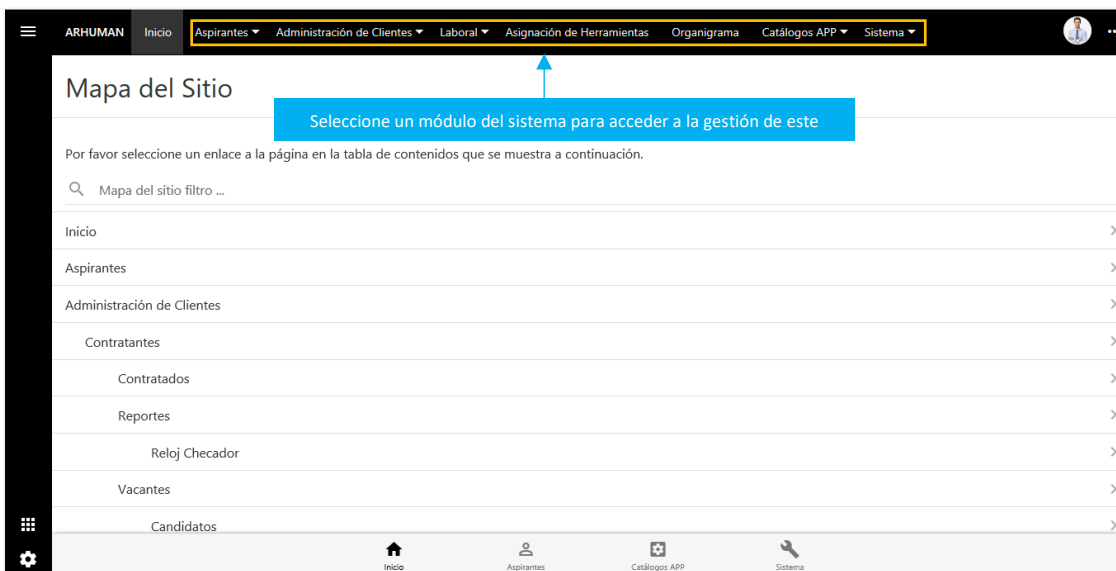 ARHUMAN Inicio Aspirantes Administración de Clientes Laboral Asignación de Herramientas Organigrama Catálogos APP Sistema
Mapa del Sitio
Seleccione un módulo del sistema para acceder a la gestión de este
Por favor seleccione un enlace a la página en la tabla de contenidos que se muestra a continuación.
Mapa del sitio filtro ...
Inicio
Aspirantes
Administración de Clientes
Contratantes
Contratados
Reportes
Reloj Checador
Vacantes
Candidatos
Inicio Aspirantes Catálogos APP Sistema